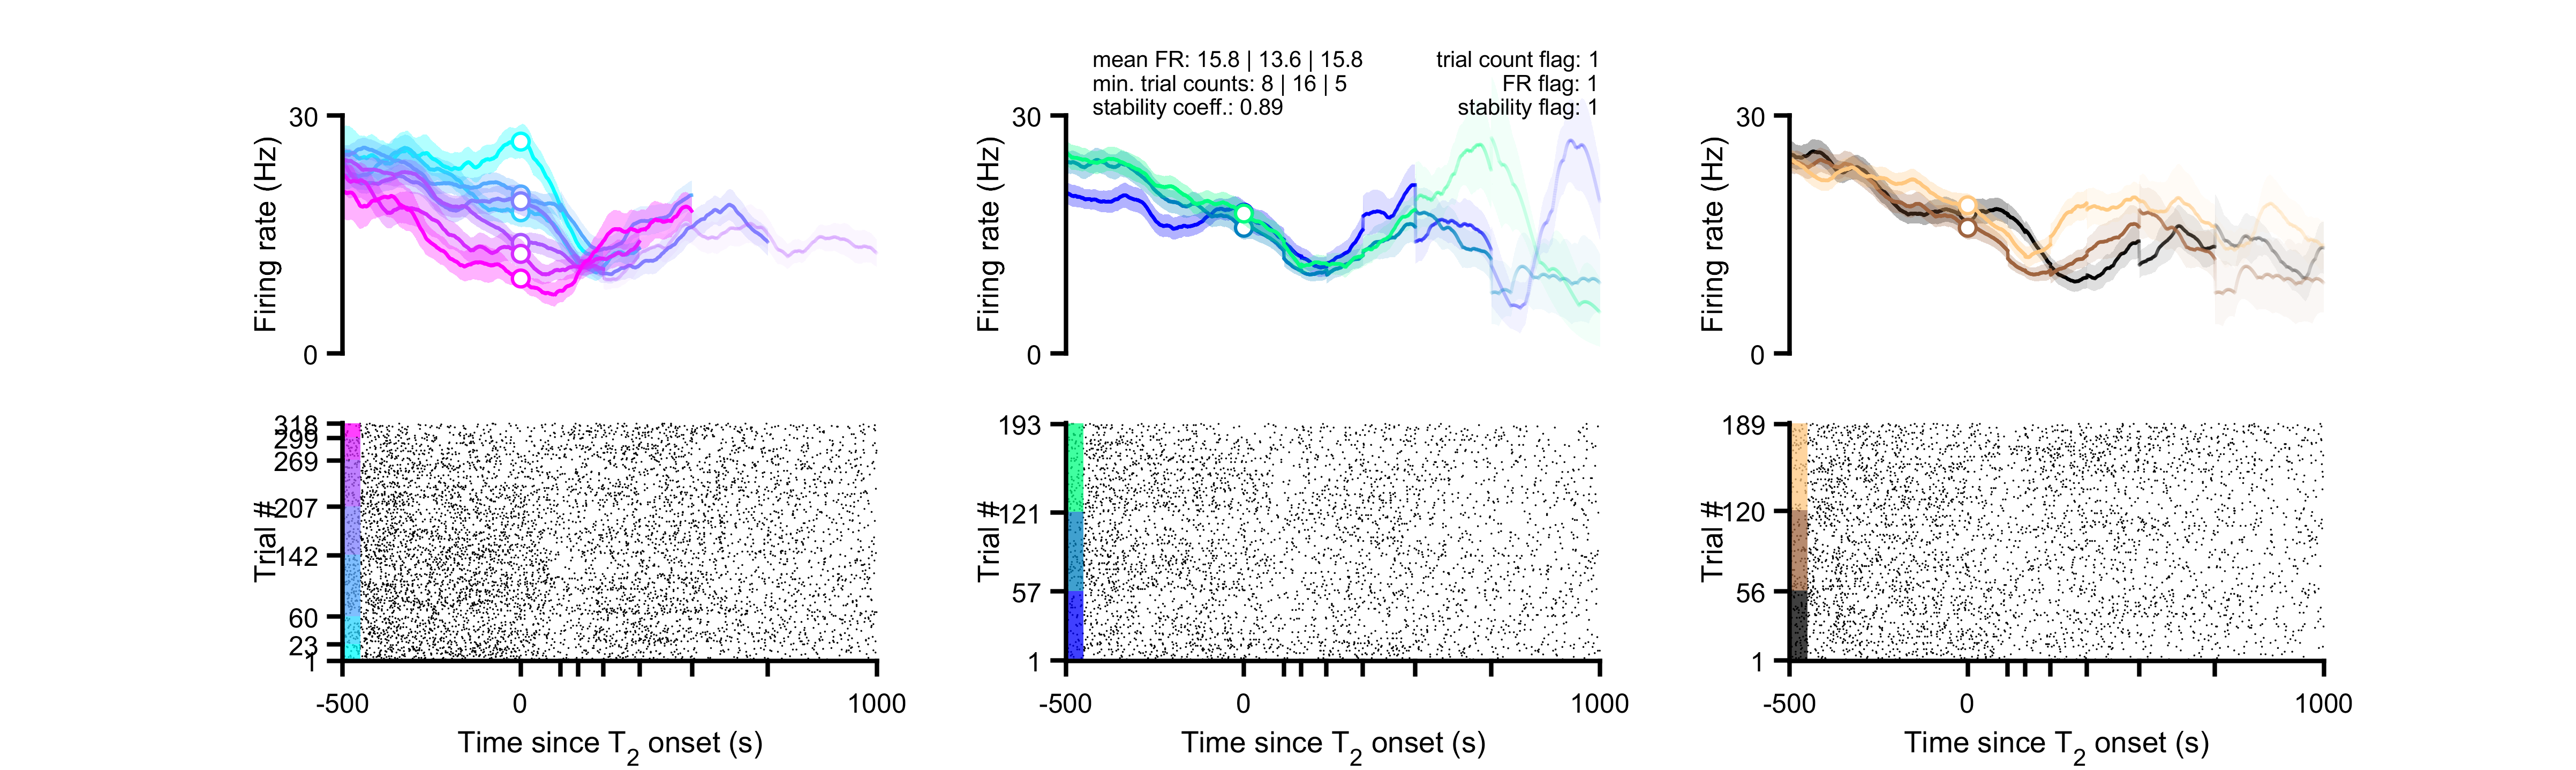 mean FR: 15.8 | 13.6 | 15.8
min. trial counts: 8 | 16 | 5
stability coeff.: 0.89
trial count flag: 1
FR flag: 1
stability flag: 1
30
0
Firing rate (Hz)
30
0
Firing rate (Hz)
30
0
Firing rate (Hz)
318
299
269
207
142
60
23
1
Trial #
-500
0
1000
Time since T2 onset (s)
193
121
57
1
Trial #
-500
0
1000
Time since T2 onset (s)
189
120
56
1
Trial #
-500
0
1000
Time since T2 onset (s)